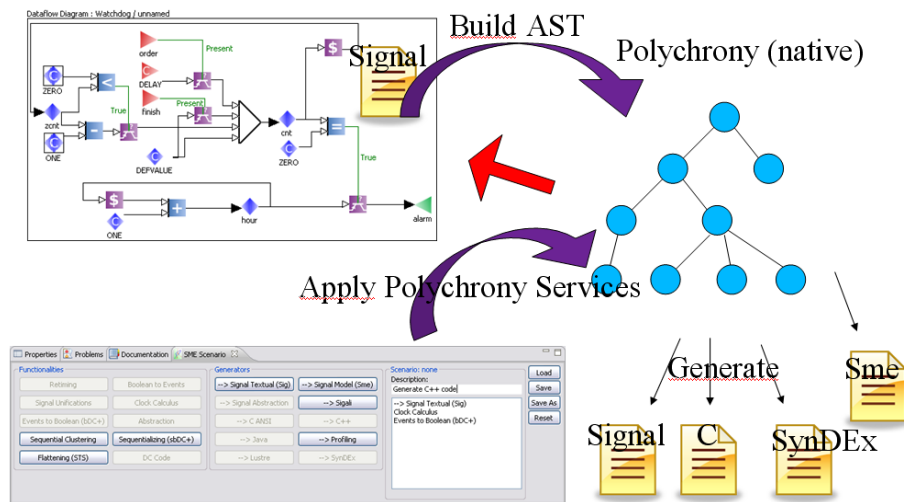 Dataflow Diagram : Watchdog / unnamed
Build AST
Polychrony (native)
Signal
order
Present
$
ZERO
C
<
C
DELAY
finish
Present
True
zcnt
C
ONE
-
cnt
=
C
ZERO
C
DEFVALUE
True
$
C
ONE
+
hour
alarm
Apply Polychrony Services
Generate
Sme
Signal
C
SynDEx
Properties
Problems
Documentation
SME Scenario
Functionalities
Retiming
Boolean to Events
Signal Unifications
Clock Calculus
Events to Boolean (bDC+)
Abstraction
Sequential Clustering
Sequentializing (sbDC+)
Flattening (STS)
DC Code
Generators
--> Signal Textual (Sig)
--> Signal Model (Sme)
--> Signal Abstraction
--> Sigali
--> C ANSI
--> C++
--> Java
--> Profiling
--> Lustre
--> SynDEx
Scenario: none
Description:
Generate C++ code
--> Signal Textual (Sig)
Clock Calculus
Events to Boolean (bDC+)
Load
Save
Save As
Reset